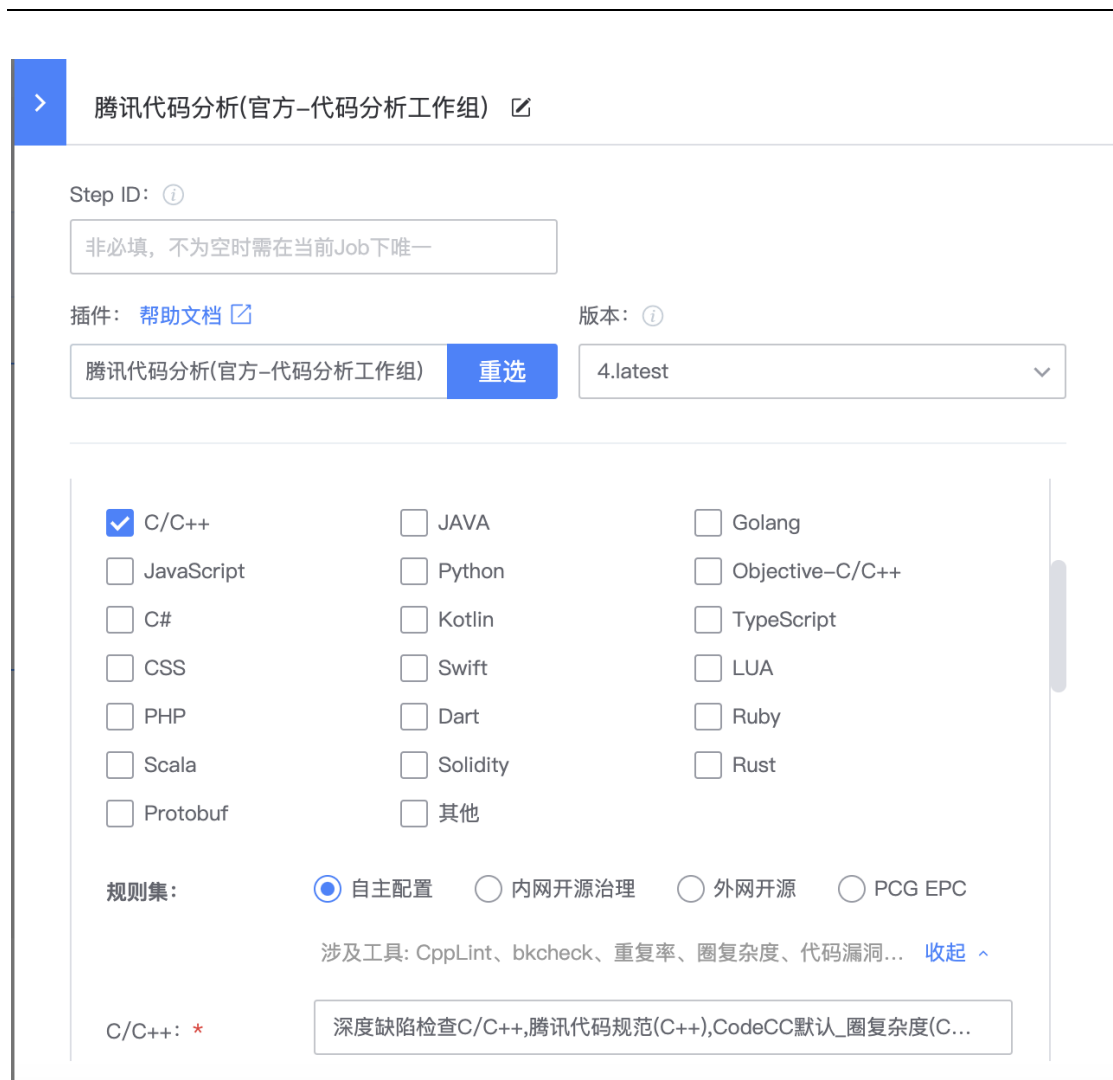 腾讯代码分析(官方-代码分析工作组)
Step ID：
非必填，不为空时需在当前Job下唯一
插件： 帮助文档 版本：
腾讯代码分析(官方-代码分析工作组) 重选 4.latest
C/C++ JAVA Golang
JavaScript Python Objective-C/C++
C# Kotlin TypeScript
CSS Swift LUA
PHP Dart Ruby
Scala Solidity Rust
Protobuf 其他
规则集： 自主配置 内网开源治理 外网开源 PCG EPC
涉及工具: CppLint、bkcheck、重复率、圈复杂度、代码漏洞... 收起
C/C++： * 深度缺陷检查C/C++,腾讯代码规范(C++),CodeCC默认_圈复杂度(C...